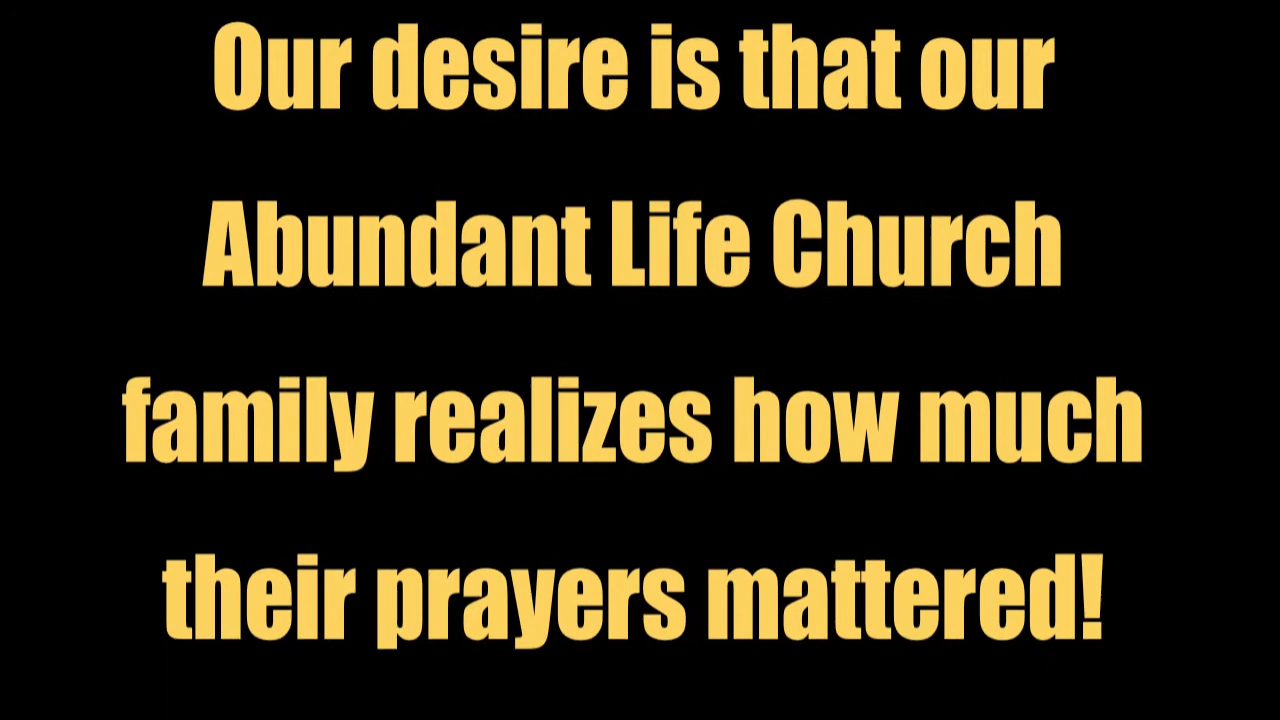 Our desire is that our
Abundant Life Church
family realizes how much
their prayers mattered!